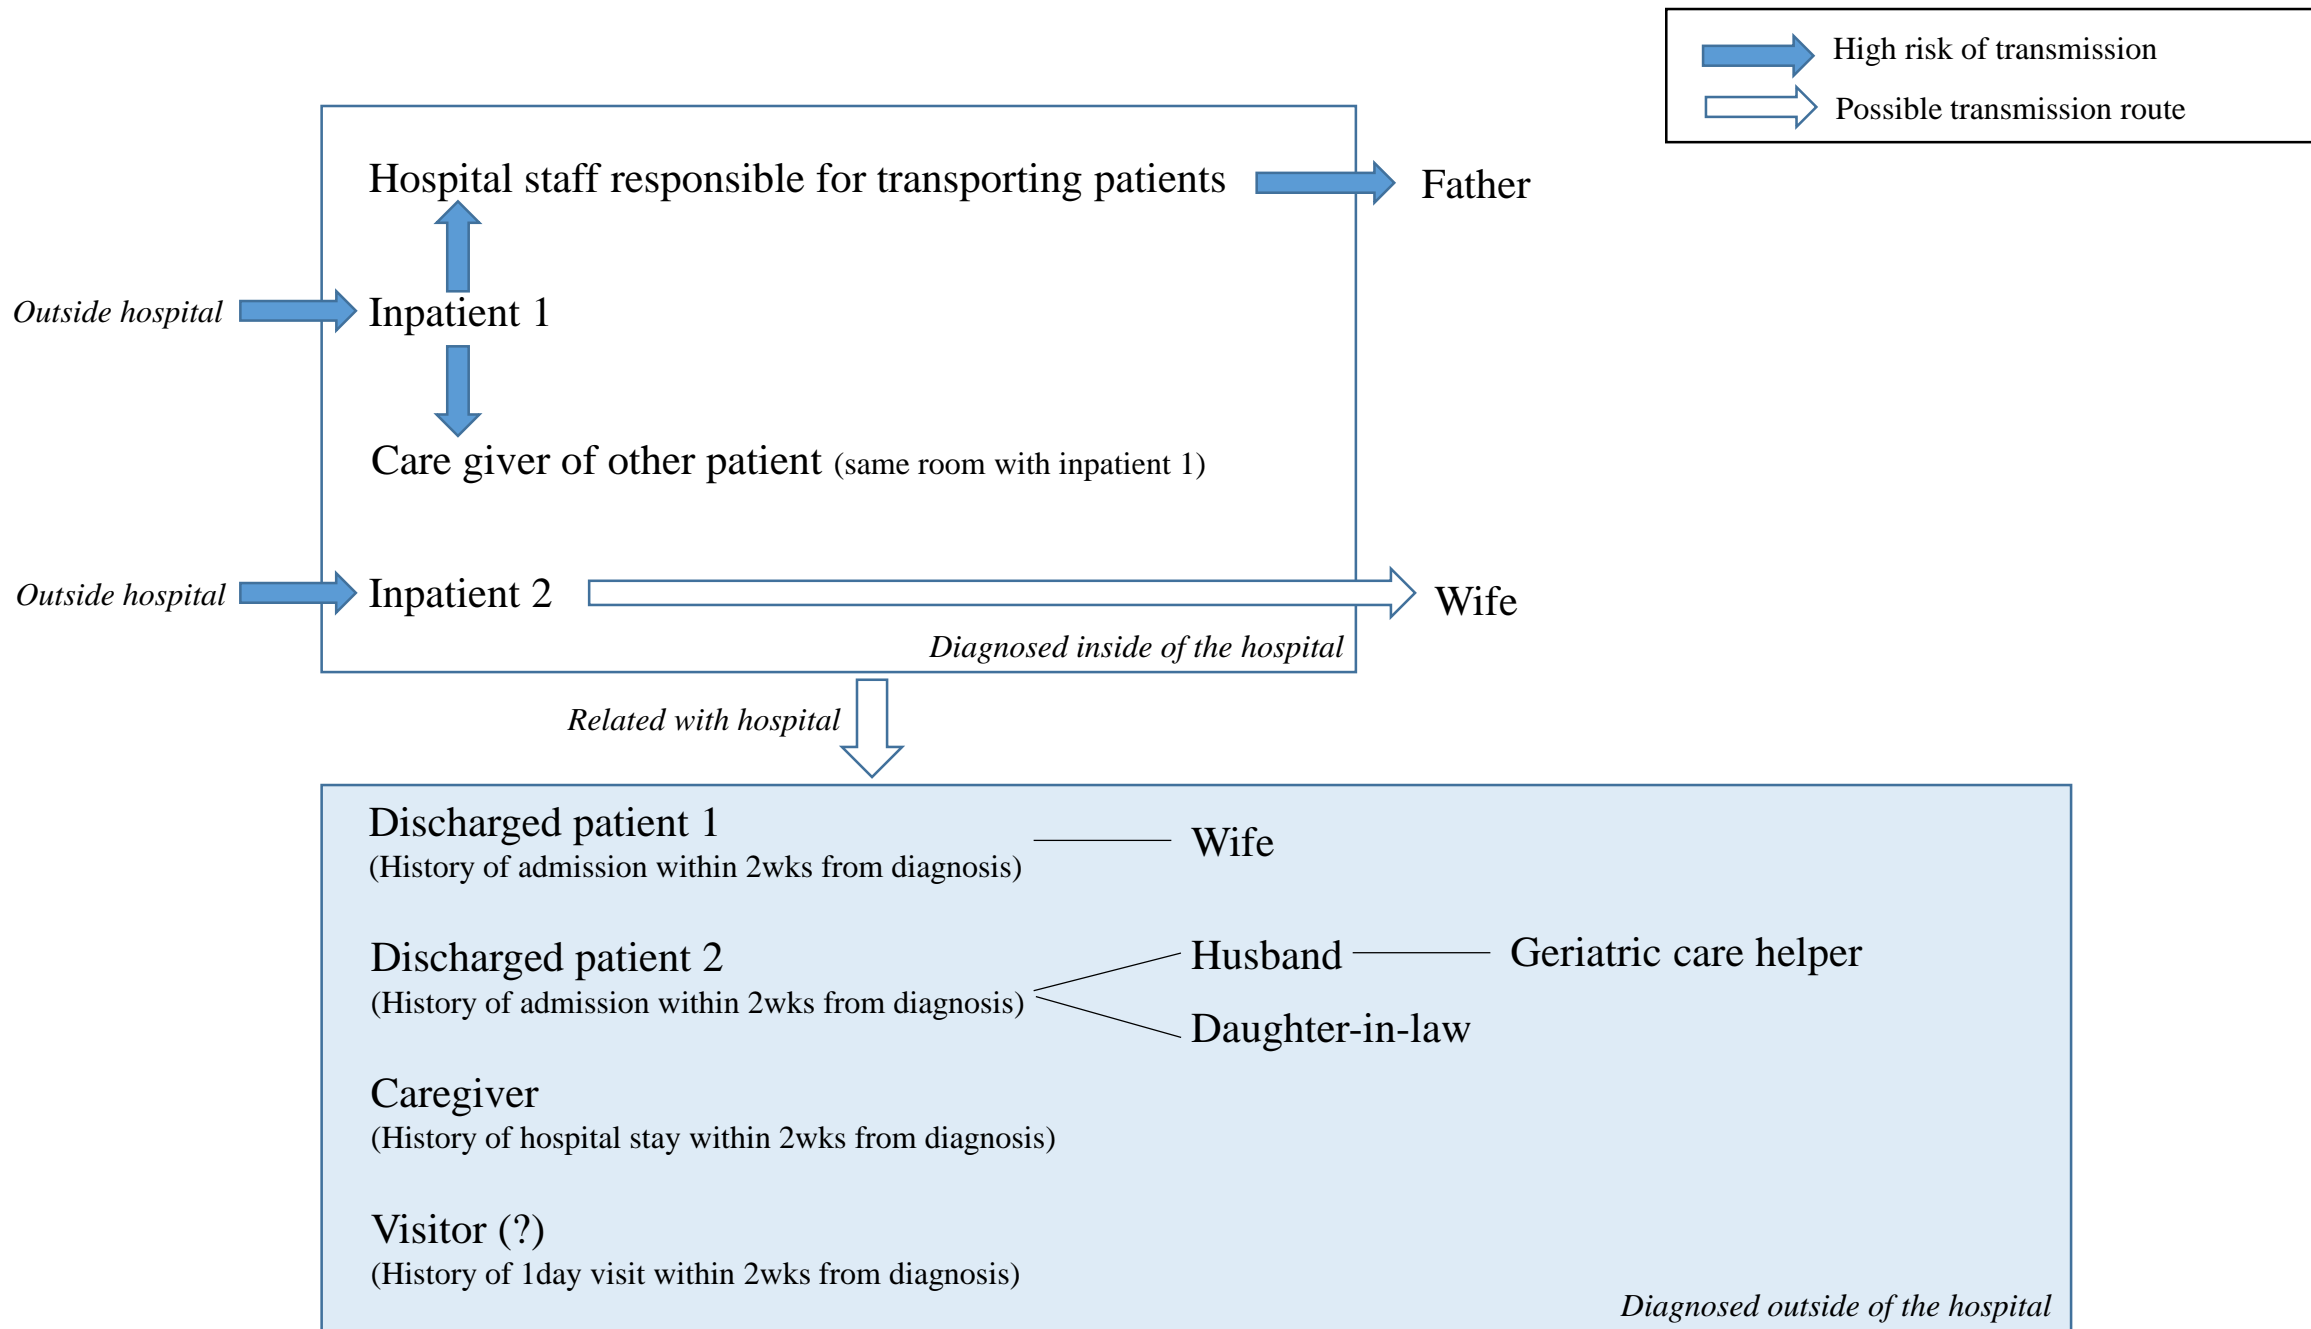 High risk of transmission
Possible transmission route
Hospital staff responsible for transporting patients
Father
Outside hospital
Inpatient 1
Care giver of other patient (same room with inpatient 1)
Outside hospital
Inpatient 2
Wife
Diagnosed inside of the hospital
Related with hospital
Discharged patient 1
(History of admission within 2wks from diagnosis)
Wife
Discharged patient 2
(History of admission within 2wks from diagnosis)
Husband
Geriatric care helper
Daughter-in-law
Caregiver
(History of hospital stay within 2wks from diagnosis)
Visitor (?)
(History of 1day visit within 2wks from diagnosis)
Diagnosed outside of the hospital